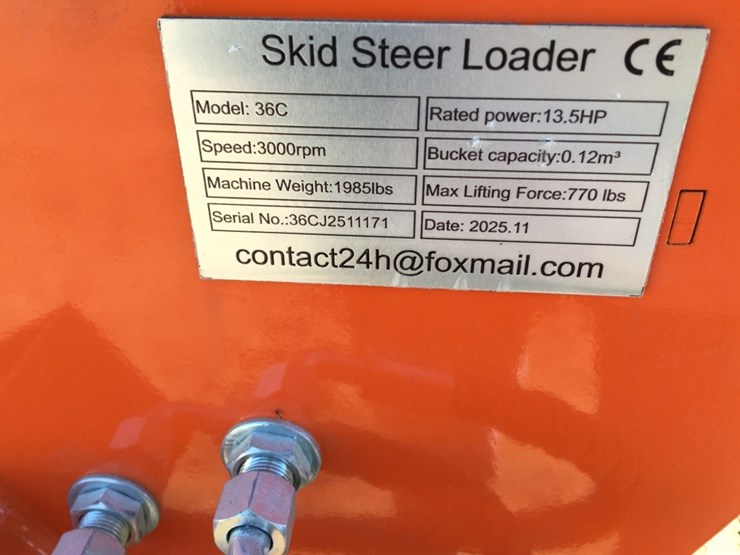 Skid Steer Loader CE
Model: 36C Rated power:13.5HP
Speed:3000rpm Bucket capacity:0.12m³
Machine Weight:1985lbs Max Lifting Force:770 lbs
Serial No.:36CJ2511171 Date: 2025.11
contact24h@foxmail.com